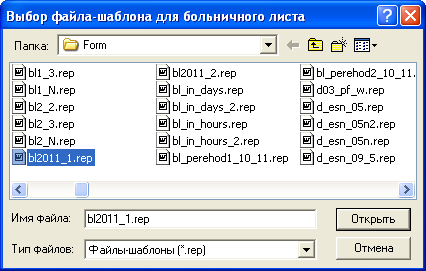 Выбор файла-шаблона для больничного листа
Папка: Form
bl1_3.rep
bl1_N.rep
bl2_2.rep
bl2_3.rep
bl2_N.rep
bl2011_1.rep
bl2011_2.rep
bl_in_days.rep
bl_in_days_2.rep
bl_in_hours.rep
bl_in_hours_2.rep
bl_perehod1_10_11.rep
bl_perehod2_10_11.
d03_pf_w.rep
d_esn_05.rep
d_esn_05n2.rep
d_esn_05n.rep
d_esn_09_5.rep
Имя файла: bl2011_1.rep
Открыть
Тип файлов: Файлы-шаблоны (*.rep)
Отмена